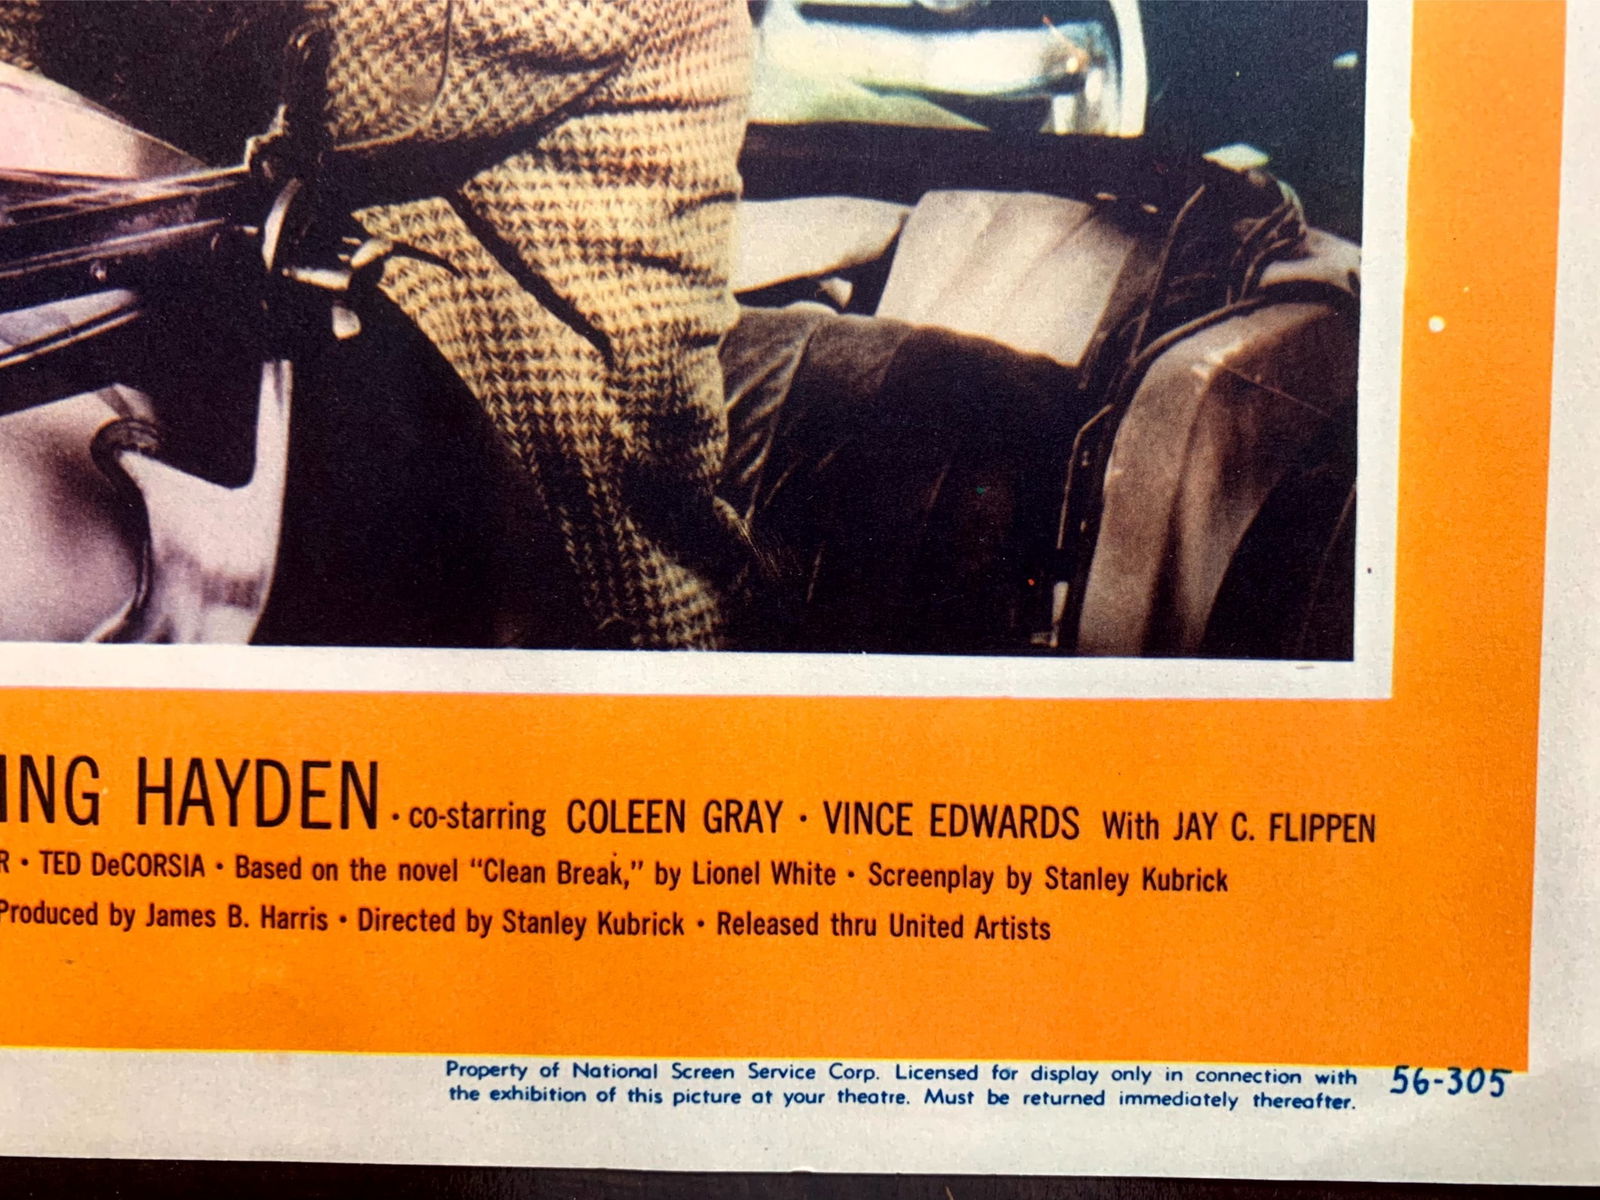 ING HAYDEN · co-starring COLEEN GRAY · VINCE EDWARDS With JAY C. FLIPPEN
R · TED DeCORSIA · Based on the novel “Clean Break,” by Lionel White · Screenplay by Stanley Kubrick
Produced by James B. Harris · Directed by Stanley Kubrick · Released thru United Artists
Property of National Screen Service Corp. Licensed for display only in connection with
the exhibition of this picture at your theatre. Must be returned immediately thereafter.
56-305